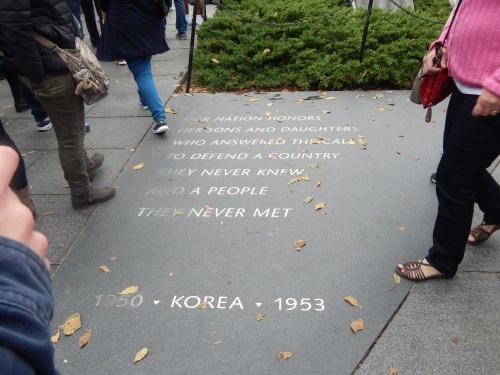 OUR NATION HONORS
HER SONS AND DAUGHTERS
WHO ANSWERED THE CALL
TO DEFEND A COUNTRY
THEY NEVER KNEW
AND A PEOPLE
THEY NEVER MET
1950 ▾ KOREA ▾ 1953